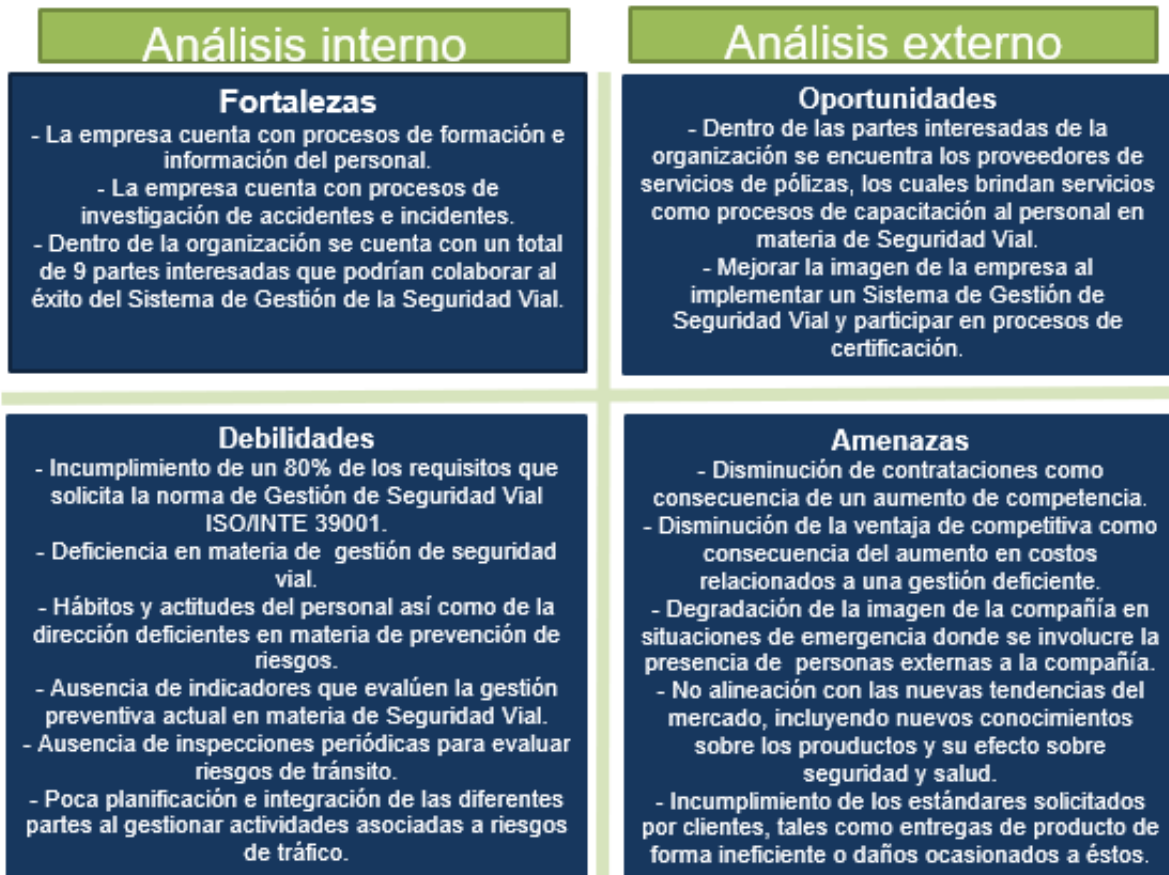 Análisis interno
Análisis externo
Fortalezas
- La empresa cuenta con procesos de formación e
información del personal.
- La empresa cuenta con procesos de
investigación de accidentes e incidentes.
- Dentro de la organización se cuenta con un total
de 9 partes interesadas que podrían colaborar al
éxito del Sistema de Gestión de la Seguridad Vial.
Oportunidades
- Dentro de las partes interesadas de la
organización se encuentra los proveedores de
servicios de pólizas, los cuales brindan servicios
como procesos de capacitación al personal en
materia de Seguridad Vial.
- Mejorar la imagen de la empresa al
implementar un Sistema de Gestión de
Seguridad Vial y participar en procesos de
certificación.
Debilidades
- Incumplimiento de un 80% de los requisitos que
solicita la norma de Gestión de Seguridad Vial
ISO/INTE 39001.
- Deficiencia en materia de gestión de seguridad
vial.
- Hábitos y actitudes del personal así como de la
dirección deficientes en materia de prevención de
riesgos.
- Ausencia de indicadores que evalúen la gestión
preventiva actual en materia de Seguridad Vial.
- Ausencia de inspecciones periódicas para evaluar
riesgos de tránsito.
- Poca planificación e integración de las diferentes
partes al gestionar actividades asociadas a riesgos
de tráfico.
Amenazas
- Disminución de contrataciones como
consecuencia de un aumento de competencia.
- Disminución de la ventaja de competitiva como
consecuencia del aumento en costos
relacionados a una gestión deficiente.
- Degradación de la imagen de la compañía en
situaciones de emergencia donde se involucre la
presencia de personas externas a la compañía.
- No alineación con las nuevas tendencias del
mercado, incluyendo nuevos conocimientos
sobre los prouductos y su efecto sobre
seguridad y salud.
- Incumplimiento de los estándares solicitados
por clientes, tales como entregas de producto de
forma ineficiente o daños ocasionados a éstos.